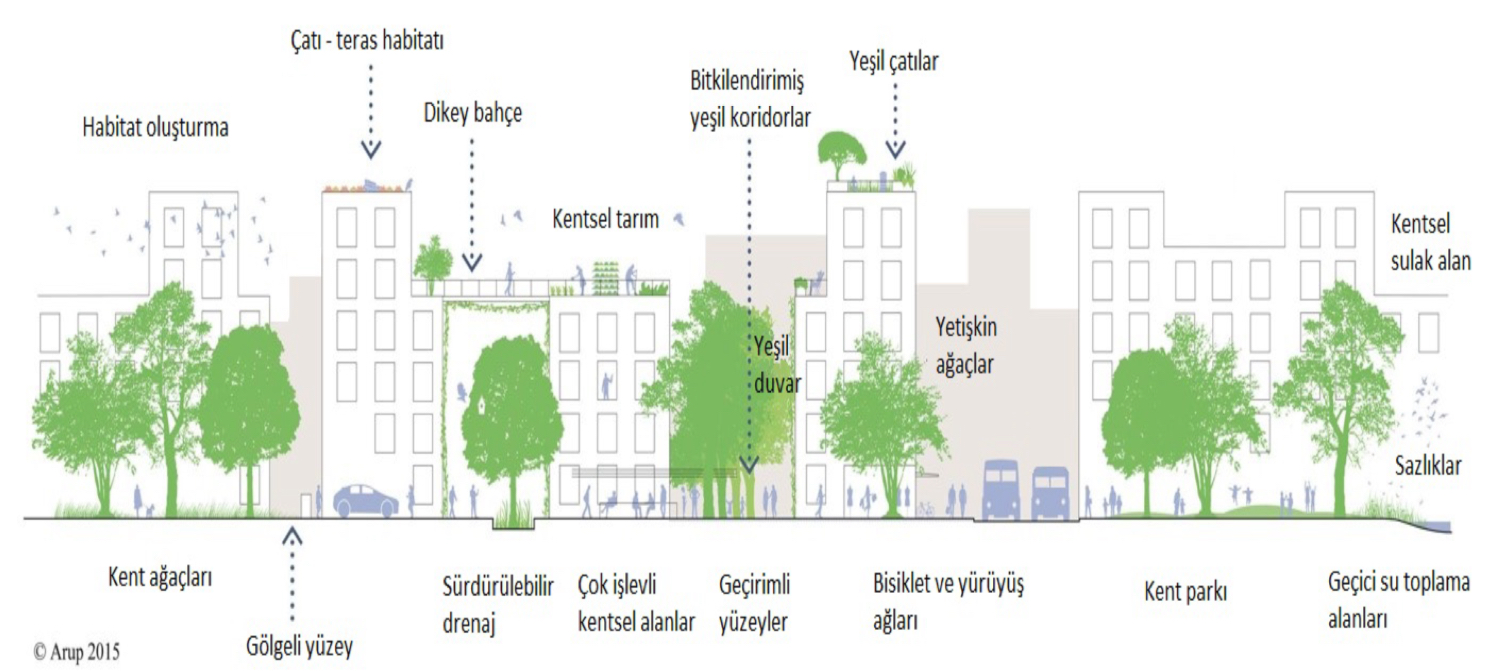 Çatı - teras habitatı
Habitat oluşturma
Dikey bahçe
Bitkilendirimiş
yeşil koridorlar
Yeşil çatılar
Kentsel tarım
Kentsel
sulak alan
Yeşil
duvar
Yetişkin
ağaçlar
Sazlıklar
Kent ağaçları
Gölgeli yüzey
Sürdürülebilir
drenaj
Çok işlevli
kentsel alanlar
Geçirimli
yüzeyler
Bisiklet ve yürüyüş
ağları
Kent parkı
Geçici su toplama
alanları
© Arup 2015